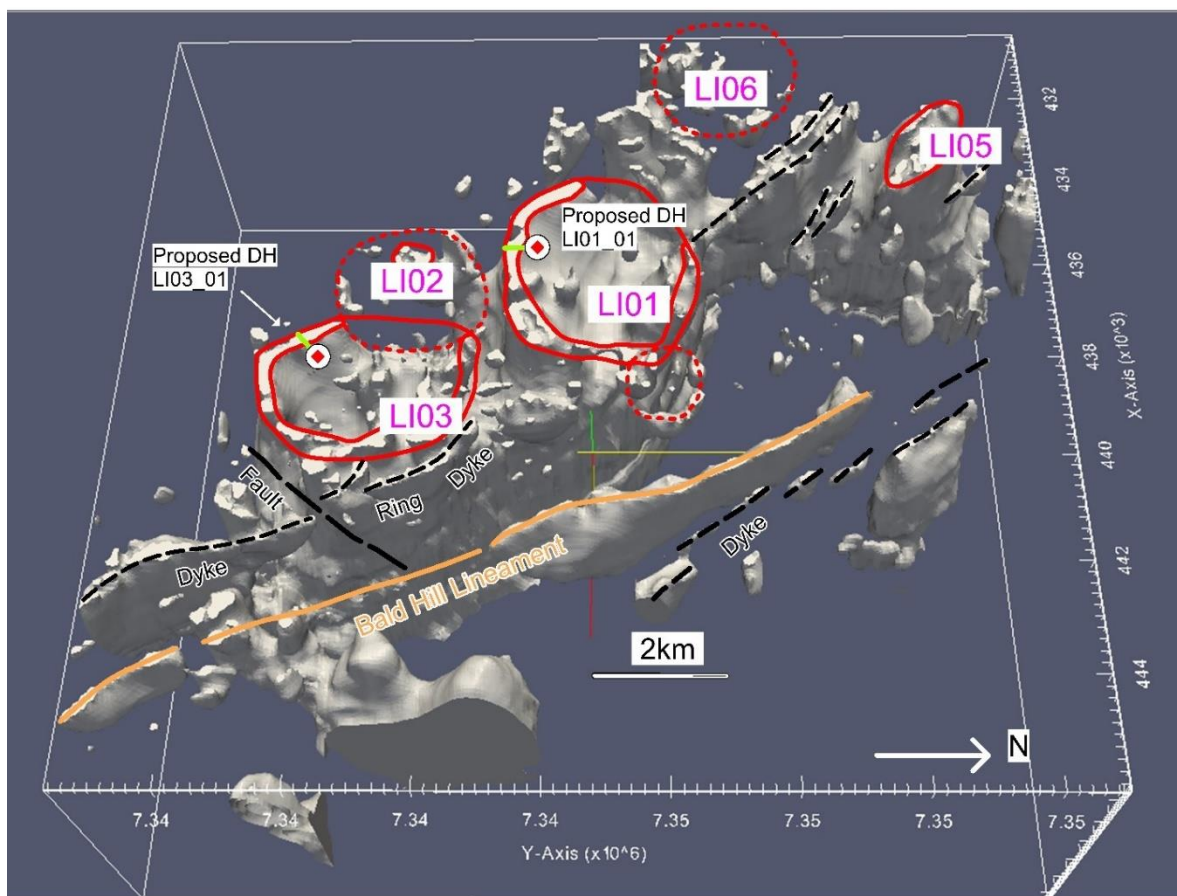 LI06
LI05
Proposed DH
LI01_01
Proposed DH
LI03_01
LI02
LI01
LI03
Fault
Ring Dyke
Dyke
Dyke
Bald Hill Lineament
2km
N
432
434
436
438
440
442
444
X-Axis (x10^3)
7.34 7.34 7.34 7.34 7.35 7.35 7.35 7.35
Y-Axis (x10^6)